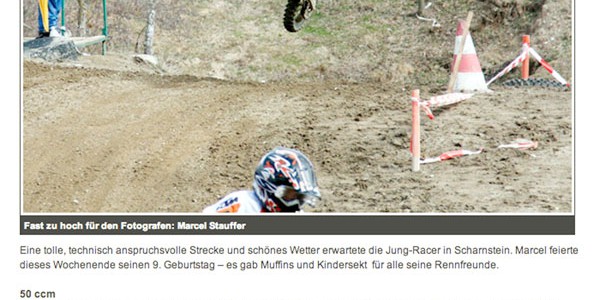 Fast zu hoch für den Fotografen: Marcel Stauffer
Eine tolle, technisch anspruchsvolle Strecke und schönes Wetter erwartete die Jung-Racer in Scharnstein. Marcel feierte
dieses Wochenende seinen 9. Geburtstag – es gab Muffins und Kindersekt für alle seine Rennfreunde.
50 ccm